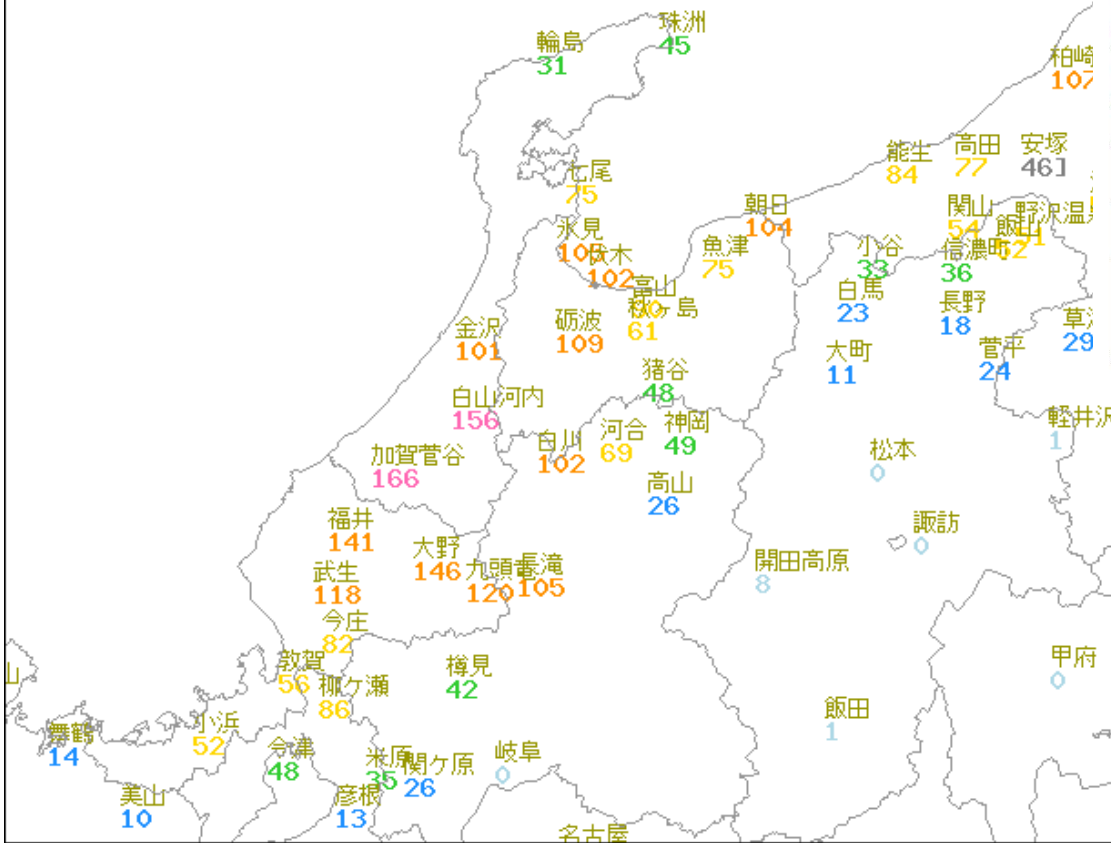 珠洲
45
輪島
31
柏崎
107
高田
77
安塚
46]
能生
84
七尾
75
朝日
104
関山
54
野沢温泉
51
飯山
52
氷見
伏木
102
魚津
75
小谷
33
信濃町
36
富山
秋ヶ島
61
白馬
23
長野
18
草津
29
金沢
101
砺波
109
大町
11
菅平
24
猪谷
48
白山河内
156
神岡
49
河合
69
白川
102
軽井沢
1
加賀菅谷
166
松本
0
高山
26
福井
141
諏訪
0
大野
146
九頭竜
120
長滝
105
開田高原
8
武生
118
今庄
82
敦賀
56
樽見
42
甲府
0
山
柳ケ瀬
86
小浜
52
飯田
1
舞鶴
14
今津
48
米原
35
関ケ原
26
岐阜
0
美山
10
彦根
13
名古屋